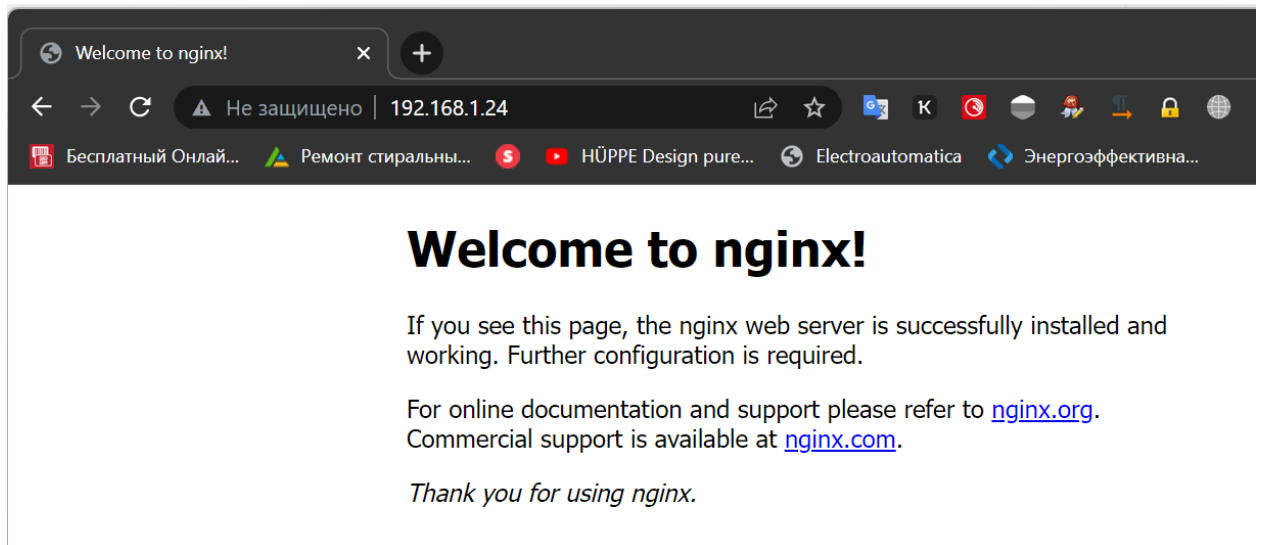 Welcome to nginx!
Не защищено | 192.168.1.24
Бесплатный Онлай... Ремонт стиральны... HÜPPE Design pure... Electroautomatica Энергоэффективна...
Welcome to nginx!
If you see this page, the nginx web server is successfully installed and
working. Further configuration is required.
For online documentation and support please refer to nginx.org.
Commercial support is available at nginx.com.
Thank you for using nginx.